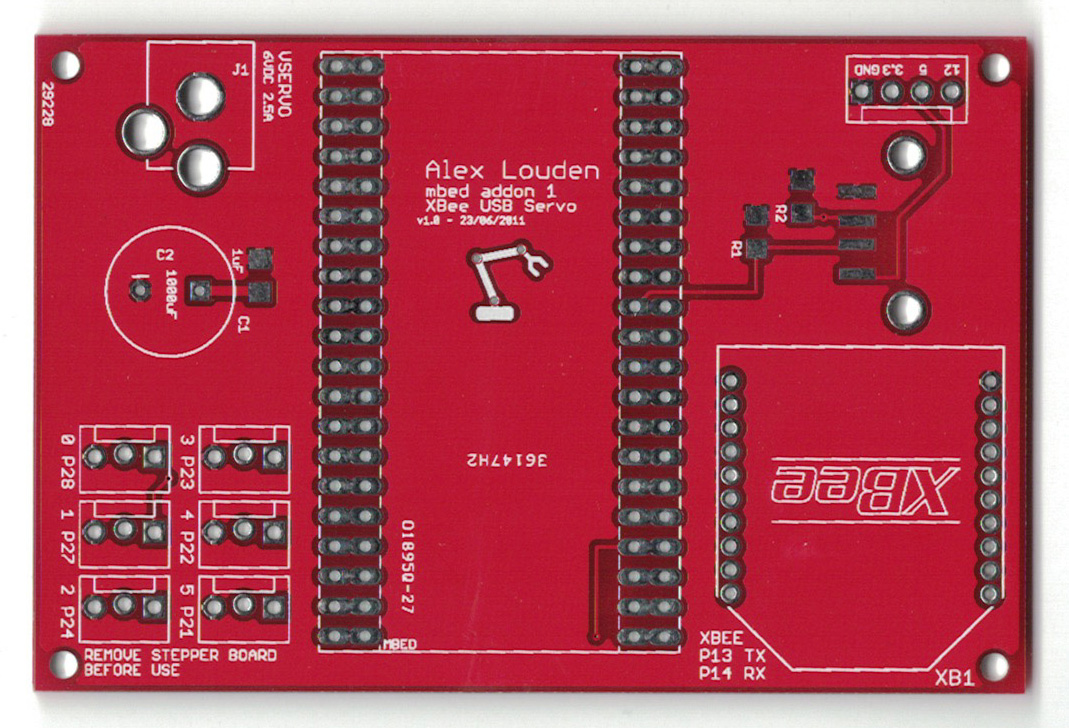 29228
J1
VSERVO
6VDC 2.5A
GND 3.3 5 12
Alex Louden
mbed addon 1
XBee USB Servo
v1.0 - 23/06/2011
R2
R1
C2
1000uF
1uF
C1
36147H2
018950-27
0 P28
3 P23
1 P27
4 P22
2 P24
5 P21
XBee
MBED
REMOVE STEPPER BOARD
BEFORE USE
XBEE
P13 TX
P14 RX
XB1